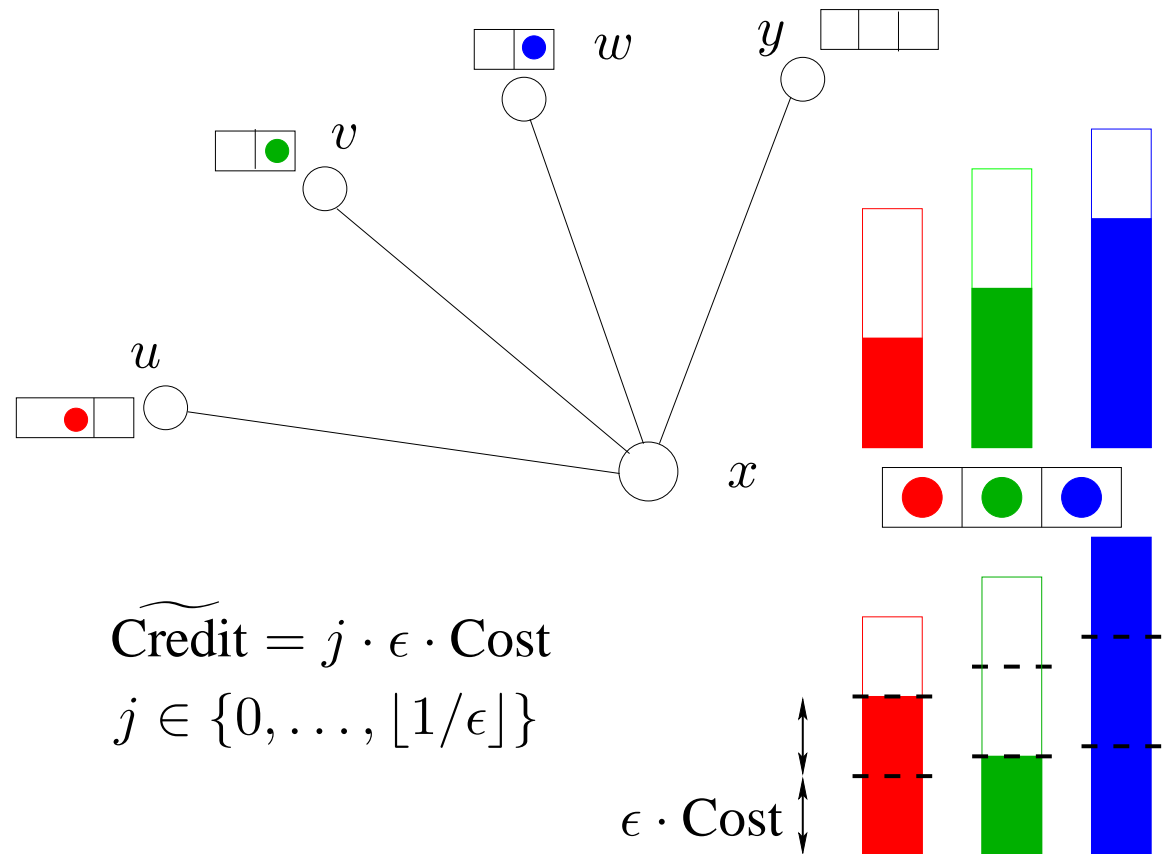 w
y
v
u
x
$\widetilde{\text{Credit}} = j \cdot \epsilon \cdot \text{Cost}$
$j \in \{0, \ldots, \lfloor 1/\epsilon \rfloor\}$
$\epsilon \cdot \text{Cost}$